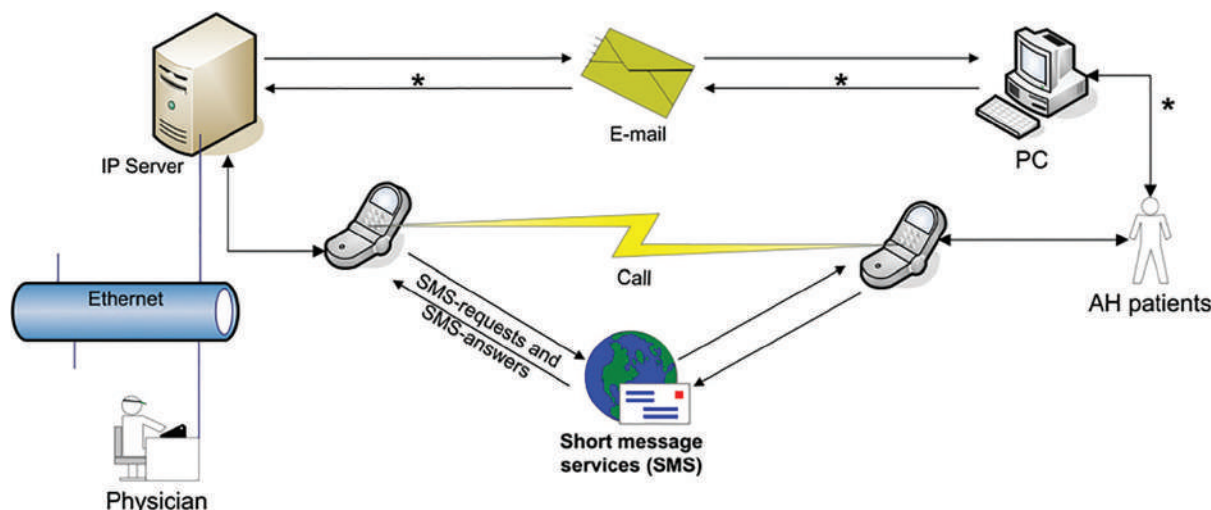 *
*
*
E-mail
IP Server
PC
Ethernet
Call
AH patients
SMS-requests and
SMS-answers
Short message
services (SMS)
Physician